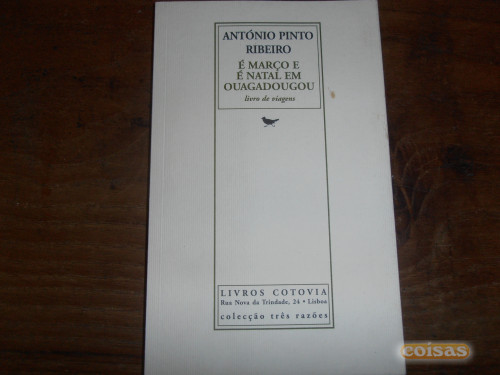 ANTÓNIO PINTO
RIBEIRO
É MARÇO E
É NATAL EM
OUAGADOUGOU
livro de viagens
LIVROS COTOVIA
Rua Nova da Trindade, 24 • Lisboa
colecção três razões
coisas